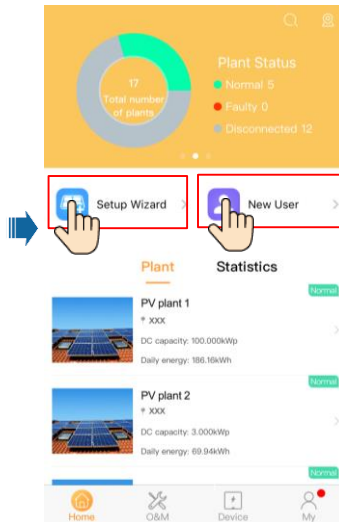 Plant Status
17
Total number
of plants
Normal 5
Faulty 0
Disconnected 12
Setup Wizard
New User
Plant
Statistics
Normal
PV plant 1
XXX
DC capacity: 100.000kWp
Daily energy: 186.16kWh
Normal
PV plant 2
XXX
DC capacity: 3.000kWp
Daily energy: 69.94kWh
Normal
Home
O&M
Device
My